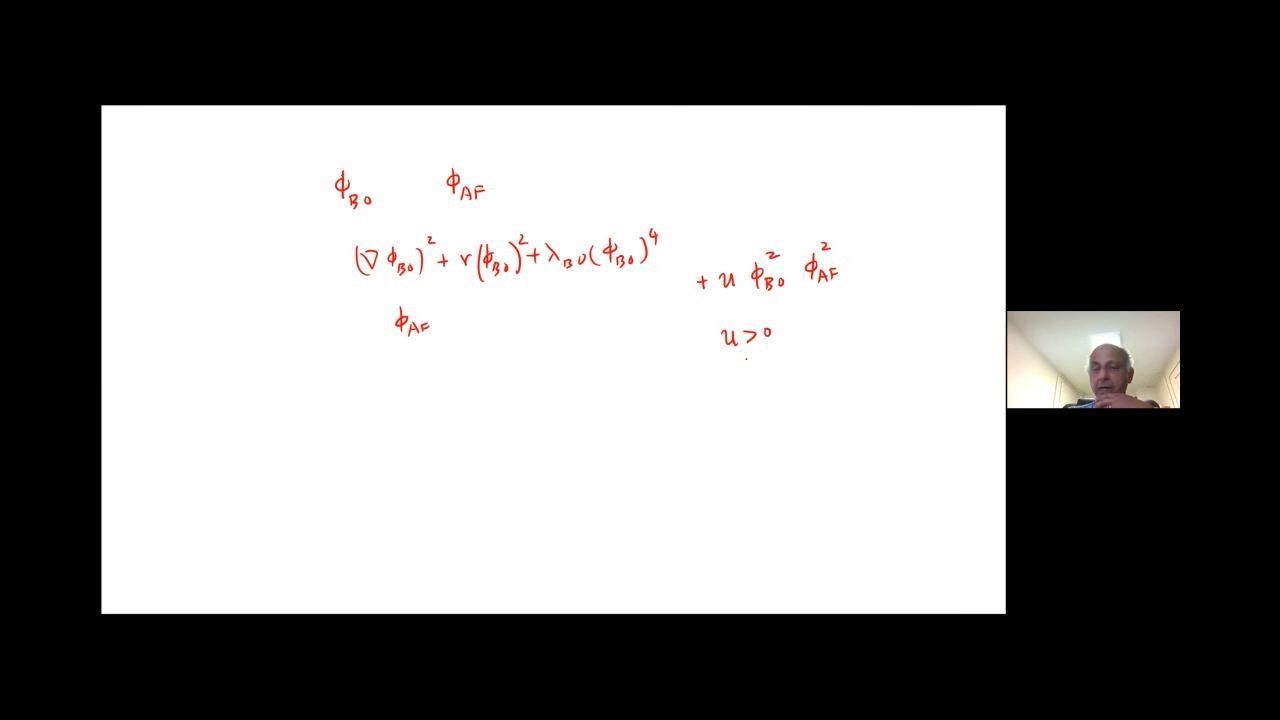 ϕ_BO ϕ_AF
(∇ ϕ_BO)² + r(ϕ_BO)² + λ_BO(ϕ_BO)⁴
+ u ϕ_BO² ϕ_AF²
ϕ_AF
u > 0